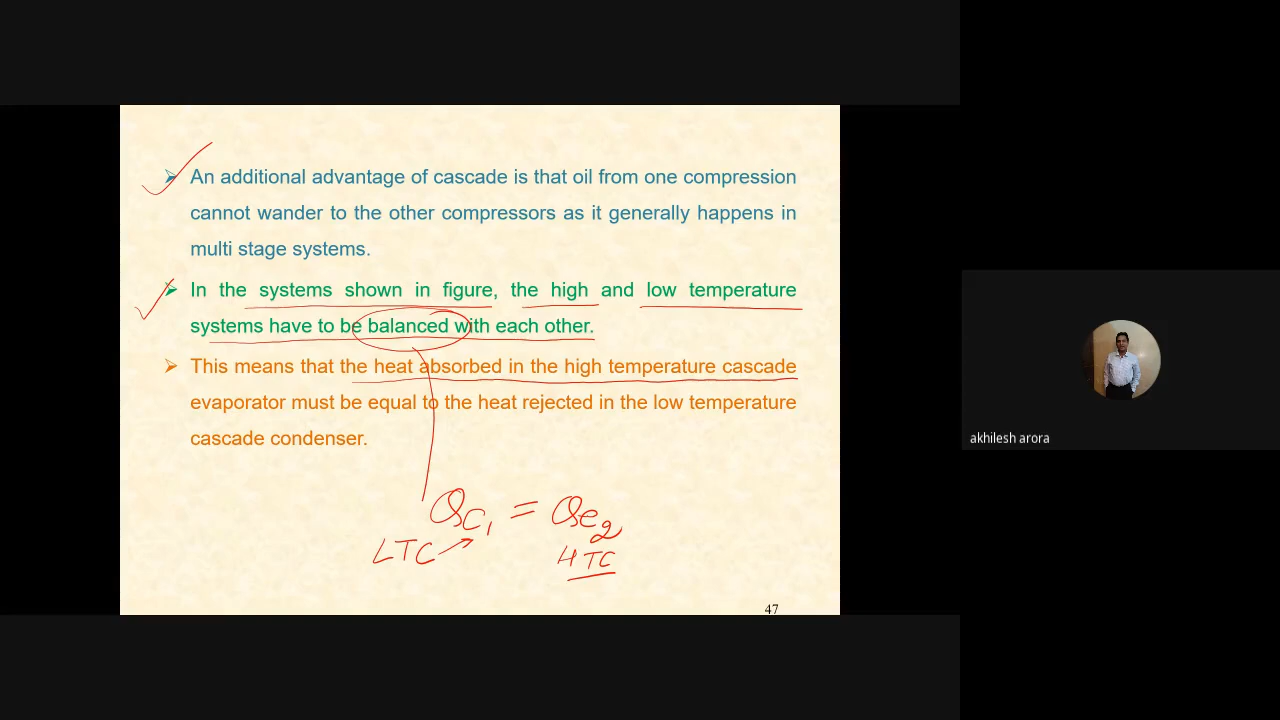 ➢ An additional advantage of cascade is that oil from one compression
cannot wander to the other compressors as it generally happens in
multi stage systems.
➢ In the systems shown in figure, the high and low temperature
systems have to be balanced with each other.
➢ This means that the heat absorbed in the high temperature cascade
evaporator must be equal to the heat rejected in the low temperature
cascade condenser.
Qc₁ = Qe₂
LTC HTC
47
akhilesh arora